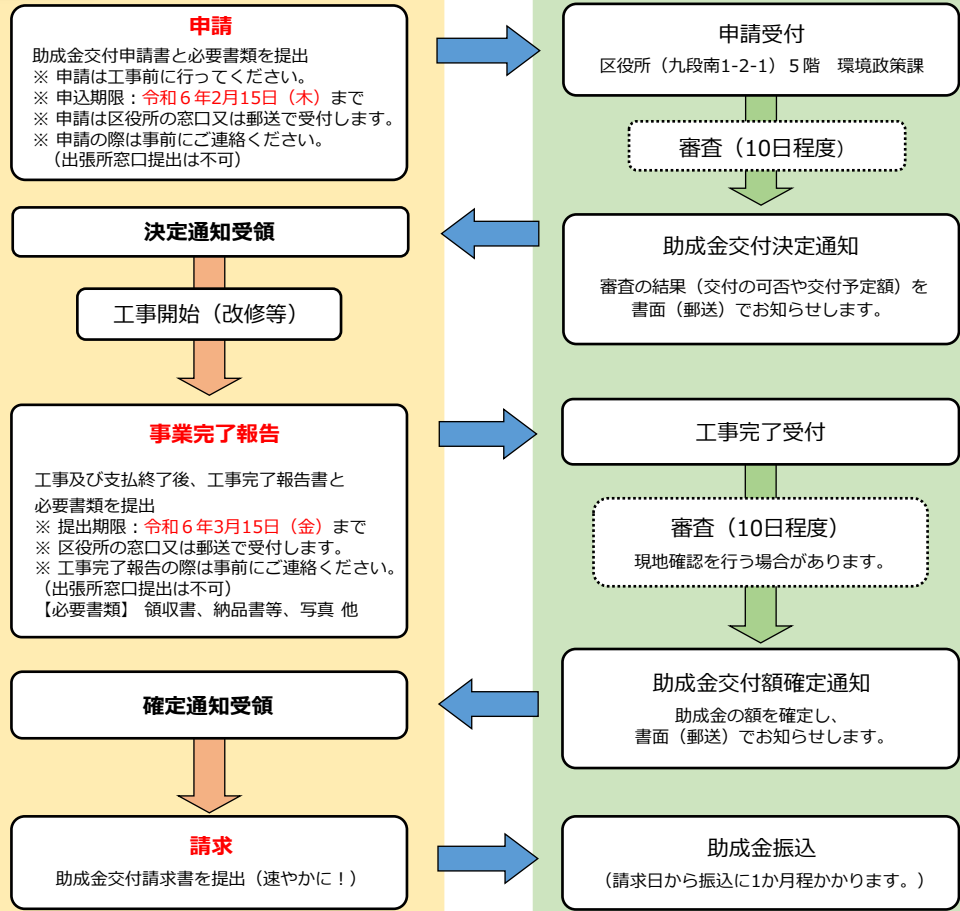 申請
助成金交付申請書と必要書類を提出
※ 申請は工事前に行ってください。
※ 申込期限：令和６年2月15日（木）まで
※ 申請は区役所の窓口又は郵送で受付します。
※ 申請の際は事前にご連絡ください。
（出張所窓口提出は不可）
申請受付
区役所（九段南1-2-1）５階　環境政策課
審査（10日程度）
助成金交付決定通知
審査の結果（交付の可否や交付予定額）を
書面（郵送）でお知らせします。
決定通知受領
工事開始（改修等）
事業完了報告
工事及び支払終了後、工事完了報告書と
必要書類を提出
※ 提出期限：令和６年3月15日（金）まで
※ 区役所の窓口又は郵送で受付します。
※ 工事完了報告の際は事前にご連絡ください。
（出張所窓口提出は不可）
【必要書類】 領収書、納品書等、写真 他
工事完了受付
審査（10日程度）
現地確認を行う場合があります。
助成金交付額確定通知
助成金の額を確定し、
書面（郵送）でお知らせします。
確定通知受領
請求
助成金交付請求書を提出（速やかに！）
助成金振込
（請求日から振込に1か月程かかります。）